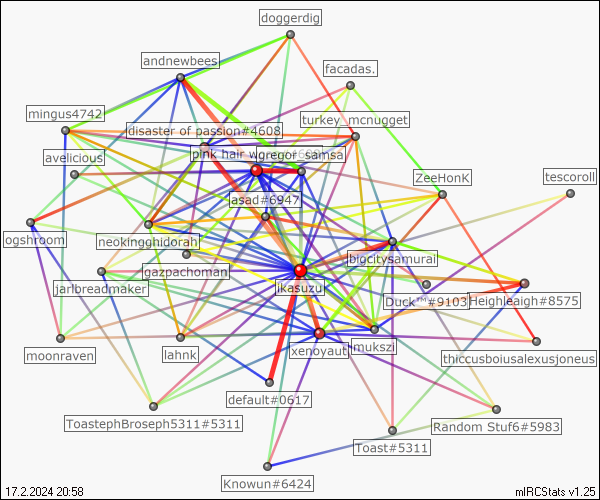 doggerdig
andnewbees
facadas.
mingus4742
turkey_mcnugget
disaster of passion#4608
pink hair
gregor_samsa
avelicious
ZeeHonK
tescoroll
asad#6947
ogshroom
neokingghidorah
bigcitysamurai
gazpachoman
jarlbreadmaker
ikasuzu
Duck™#9103
Heighleaigh#8575
moonraven
lahnk
xenoyaut
mukszi
thiccusboiusalexusjoneus
default#0617
ToastephBroseph5311#5311
Random Stuf6#5983
Toast#5311
Knowun#6424
17.2.2024 20:58
mIRCStats v1.25